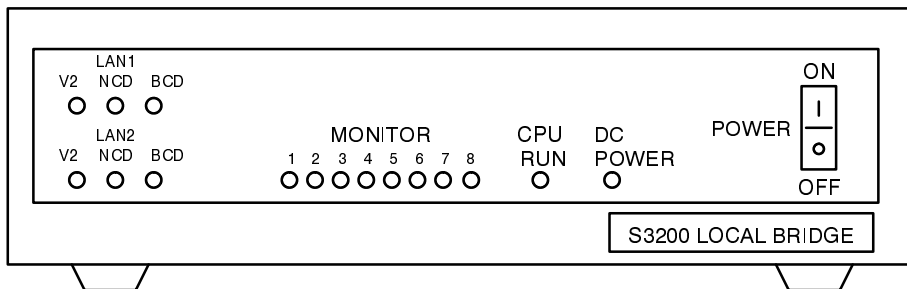 LAN1
V2 NCD BCD
LAN2
V2 NCD BCD
MONITOR
1 2 3 4 5 6 7 8
CPU
RUN
DC
POWER
ON
POWER
I
O
OFF
S3200 LOCAL BRIDGE